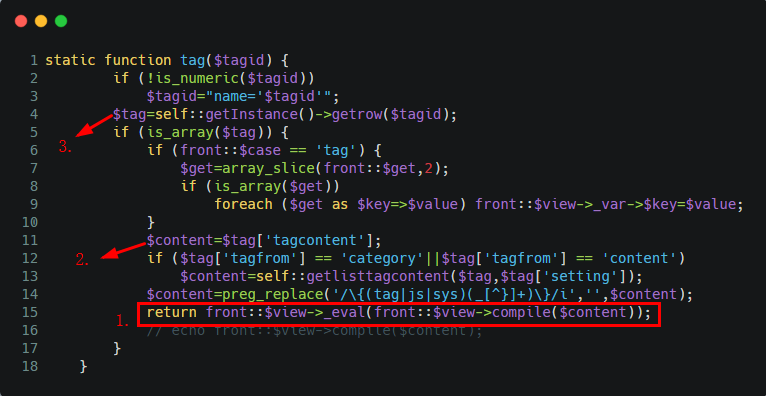 1 static function tag($tagid) {
2 if (!is_numeric($tagid))
3 $tagid="name='$tagid'";
4 $tag=self::getInstance()->getrow($tagid);
5 if (is_array($tag)) {
3.
6 if (front::$case == 'tag') {
7 $get=array_slice(front::$get,2);
8 if (is_array($get))
9 foreach ($get as $key=>$value) front::$view->_var->$key=$value;
10 }
11 $content=$tag['tagcontent'];
2.
12 if ($tag['tagfrom'] == 'category'||$tag['tagfrom'] == 'content')
13 $content=self::getlisttagcontent($tag,$tag['setting']);
14 $content=preg_replace('/\{(tag|js|sys)(_[^}]+)\}/i','',$content);
1.
15 return front::$view->_eval(front::$view->compile($content));
16 // echo front::$view->compile($content);
17 }
18 }